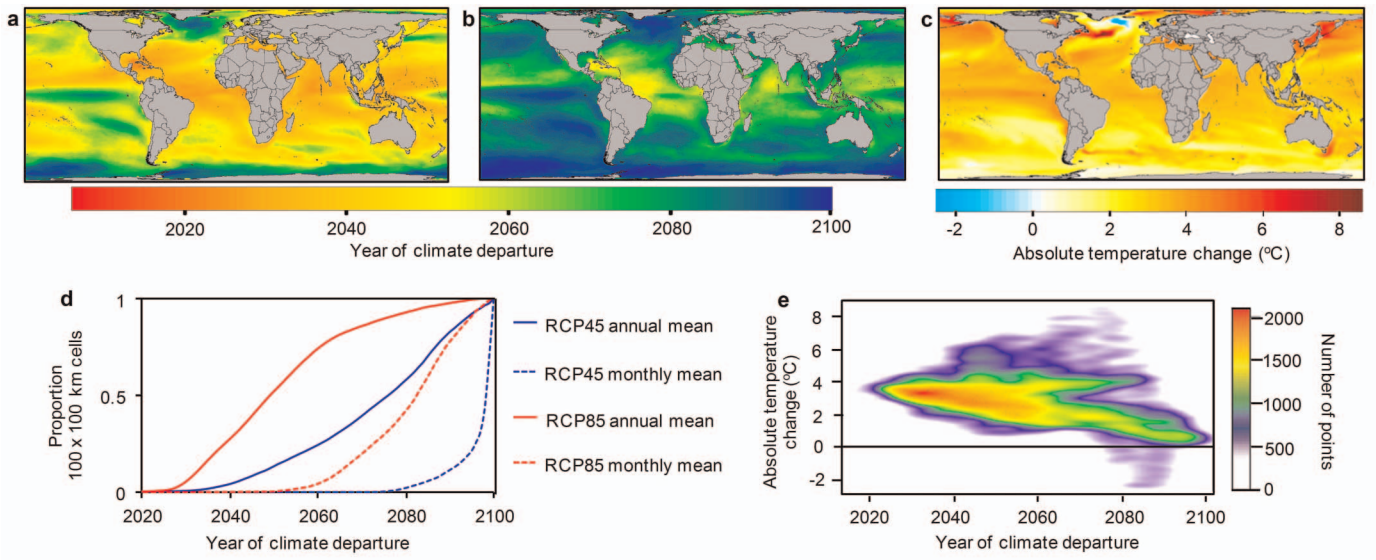 a
b
c
2020 2040 2060 2080 2100
Year of climate departure
-2 0 2 4 6 8
Absolute temperature change (ºC)
d
1
0.5
0
Proportion
100 x 100 km cells
2020 2040 2060 2080 2100
Year of climate departure
RCP45 annual mean
RCP45 monthly mean
RCP85 annual mean
RCP85 monthly mean
e
8
6
4
2
0
-2
Absolute temperature
change (ºC)
2020 2040 2060 2080 2100
Year of climate departure
2000
1500
1000
500
0
Number of points